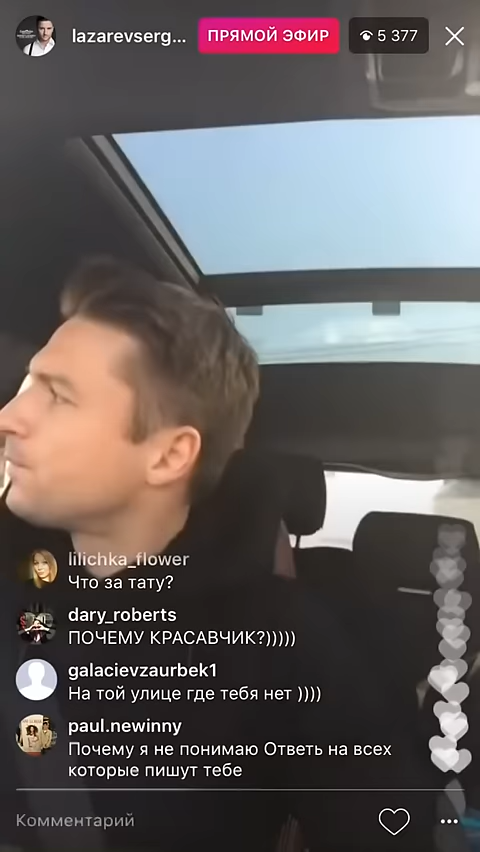 lazarevserg...
ПРЯМОЙ ЭФИР
5 377
lilichka_flower
Что за тату?
dary_roberts
ПОЧЕМУ КРАСАВЧИК?)))))
galacievzaurbek1
На той улице где тебя нет ))))
paul.newinny
Почему я не понимаю Ответь на всех
которые пишут тебе
Комментарий